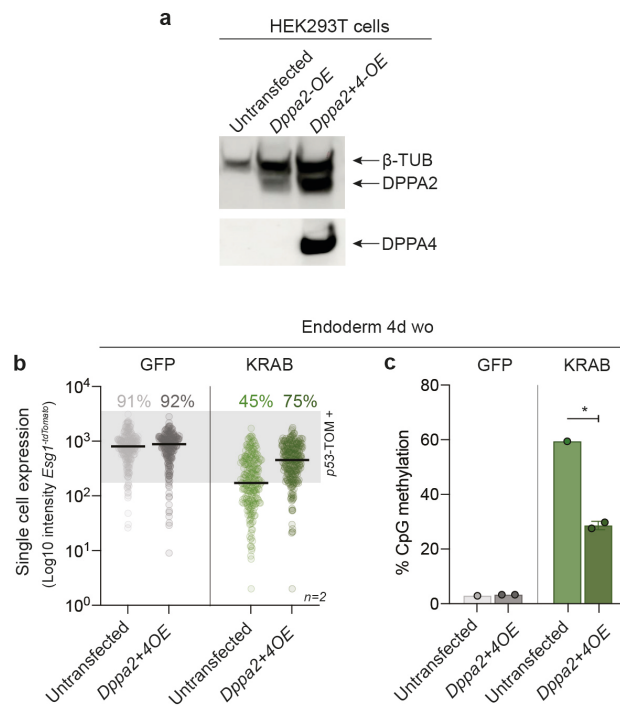 a
HEK293T cells
Untransfected
Dppa2-OE
Dppa2+4-OE
β-TUB
DPPA2
DPPA4
Endoderm 4d wo
b
GFP
KRAB
Single cell expression
(Log10 intensity Esg1-tdTomato)
10⁴
10³
10²
10¹
10⁰
91%
92%
45%
75%
p53-TOM +
n=2
Untransfected
Dppa2+4OE
Untransfected
Dppa2+4OE
c
GFP
KRAB
% CpG methylation
80
60
40
20
0
*
Untransfected
Dppa2+4OE
Untransfected
Dppa2+4OE